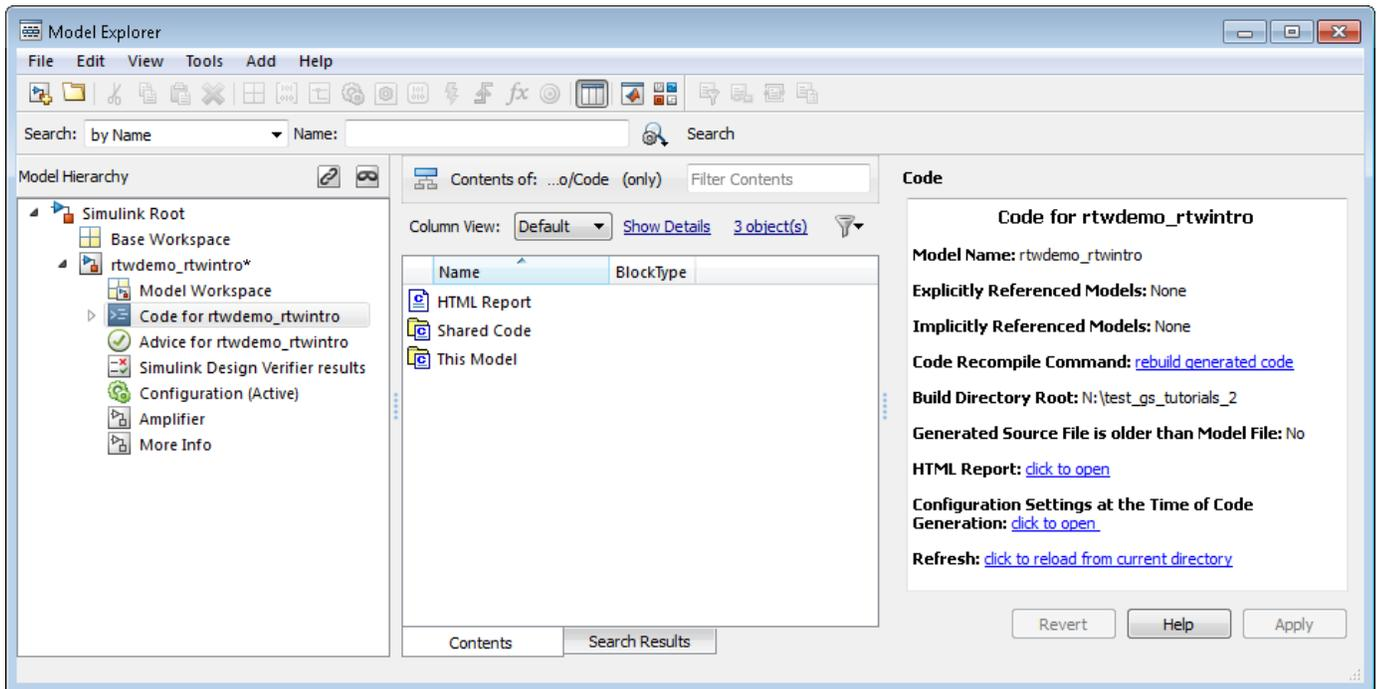 Model Explorer
File Edit View Tools Add Help
fx
Search: by Name Name: Search
Model Hierarchy
Simulink Root
Base Workspace
rtwdemo_rtwintro*
Model Workspace
Code for rtwdemo_rtwintro
Advice for rtwdemo_rtwintro
Simulink Design Verifier results
Configuration (Active)
Amplifier
More Info
Contents of: ...o/Code (only) Filter Contents
Column View: Default Show Details 3 object(s)
Name BlockType
HTML Report
Shared Code
This Model
Contents Search Results
Code
Code for rtwdemo_rtwintro
Model Name: rtwdemo_rtwintro
Explicitly Referenced Models: None
Implicitly Referenced Models: None
Code Recompile Command: rebuild generated code
Build Directory Root: N:\test_gs_tutorials_2
Generated Source File is older than Model File: No
HTML Report: click to open
Configuration Settings at the Time of Code
Generation: click to open
Refresh: click to reload from current directory
Revert Help Apply